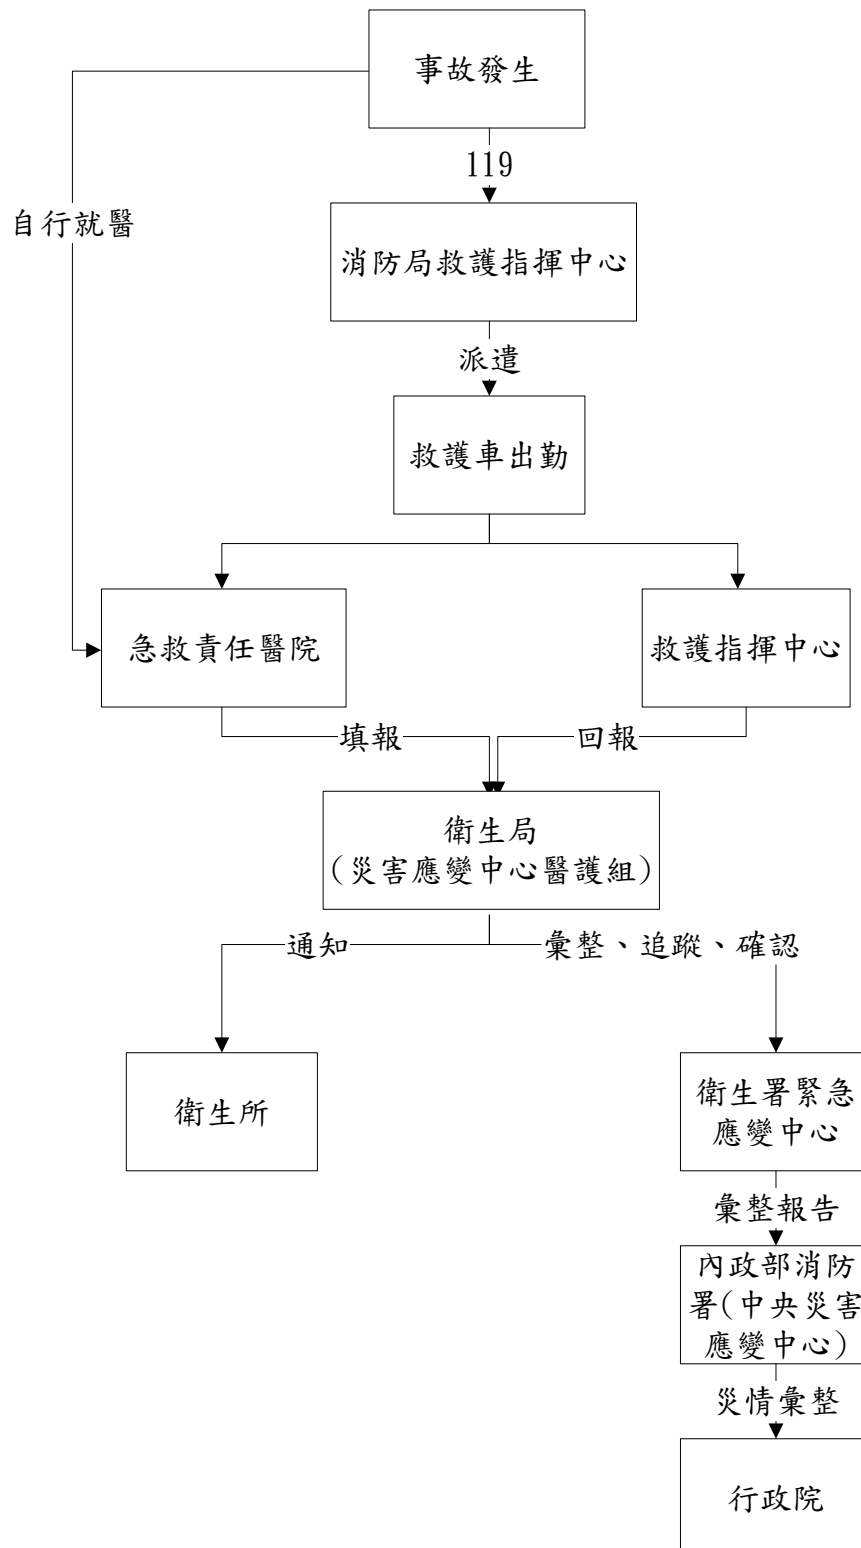 事故發生
119
自行就醫
消防局救護指揮中心
派遣
救護車出勤
急救責任醫院
救護指揮中心
填報
回報
衛生局
(災害應變中心醫護組)
通知
彙整、追蹤、確認
衛生所
衛生署緊急
應變中心
彙整報告
內政部消防
署(中央災害
應變中心)
災情彙整
行政院